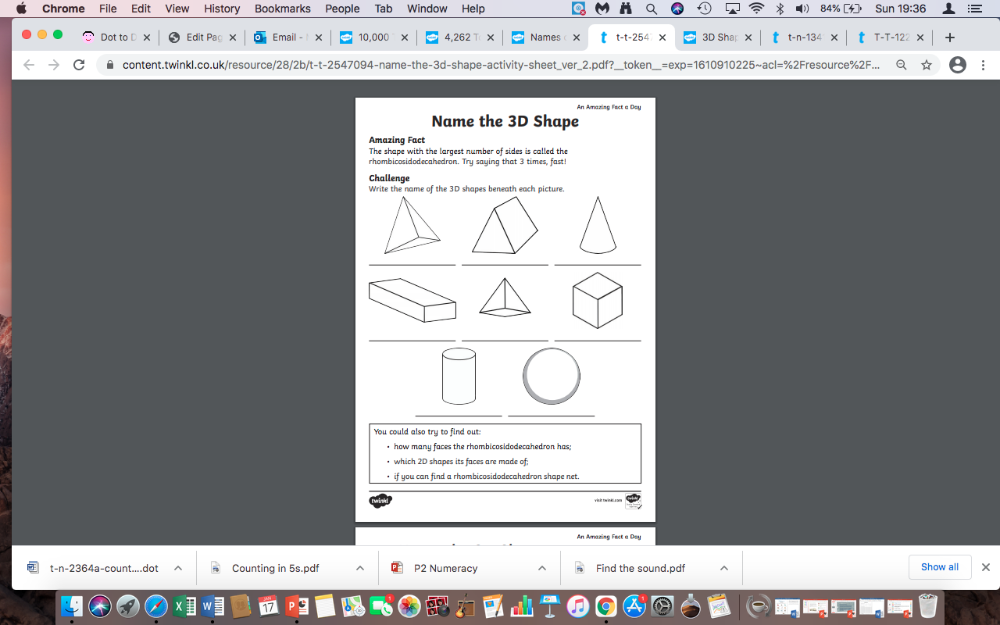 Chrome File Edit View History Bookmarks People Tab Window Help 84% Sun 19:36
Dot to D Edit Pag Email - 10,000 4,262 T Names t-t-254 3D Shap t-n-134 T-T-122
content.twinkl.co.uk/resource/28/2b/t-t-2547094-name-the-3d-shape-activity-sheet_ver_2.pdf?__token__=exp=1610910225~acl=%2Fresource%2F...
An Amazing Fact a Day
Name the 3D Shape
Amazing Fact
The shape with the largest number of sides is called the
rhombicosidodecahedron. Try saying that 3 times, fast!
Challenge
Write the name of the 3D shapes beneath each picture.
You could also try to find out:
• how many faces the rhombicosidodecahedron has;
• which 2D shapes its faces are made of;
• if you can find a rhombicosidodecahedron shape net.
twinkl
visit twinkl.com
twinkl
An Amazing Fact a Day
t-n-2364a-count....dot Counting in 5s.pdf P2 Numeracy Find the sound.pdf Show all
JAN
17
1
1